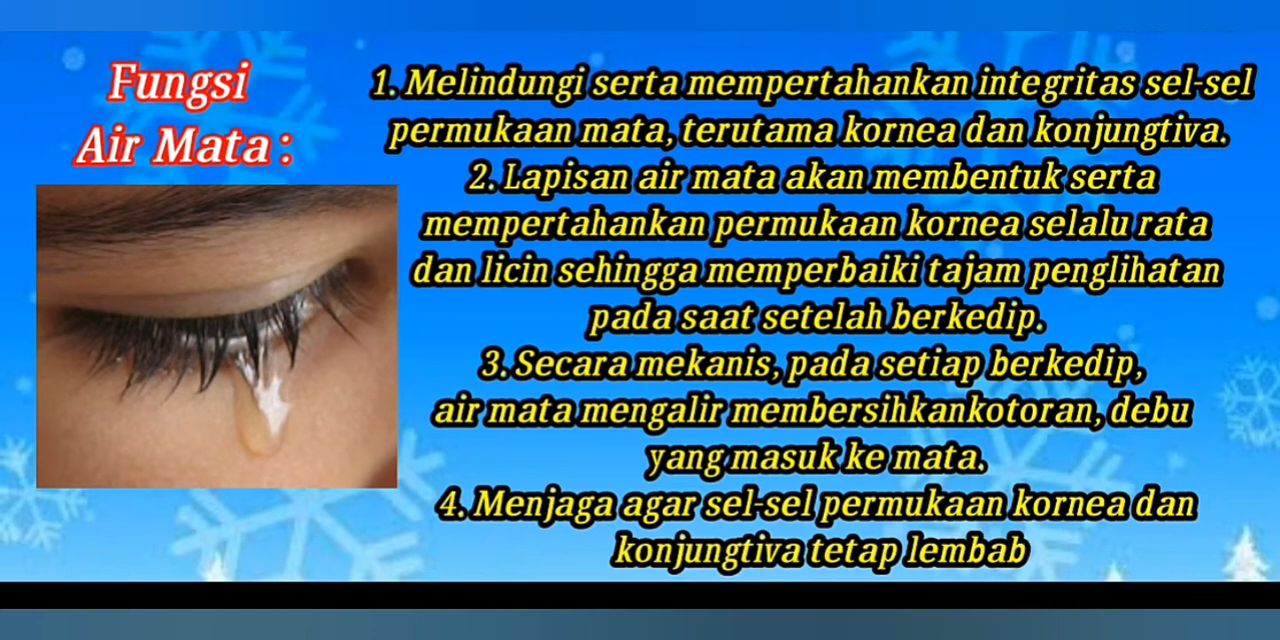 Fungsi
Air Mata :
1. Melindungi serta mempertahankan integritas sel-sel
permukaan mata, terutama kornea dan konjungtiva.
2. Lapisan air mata akan membentuk serta
mempertahankan permukaan kornea selalu rata
dan licin sehingga memperbaiki tajam penglihatan
pada saat setelah berkedip.
3. Secara mekanis, pada setiap berkedip,
air mata mengalir membersihkankotoran, debu
yang masuk ke mata.
4. Menjaga agar sel-sel permukaan kornea dan
konjungtiva tetap lembab